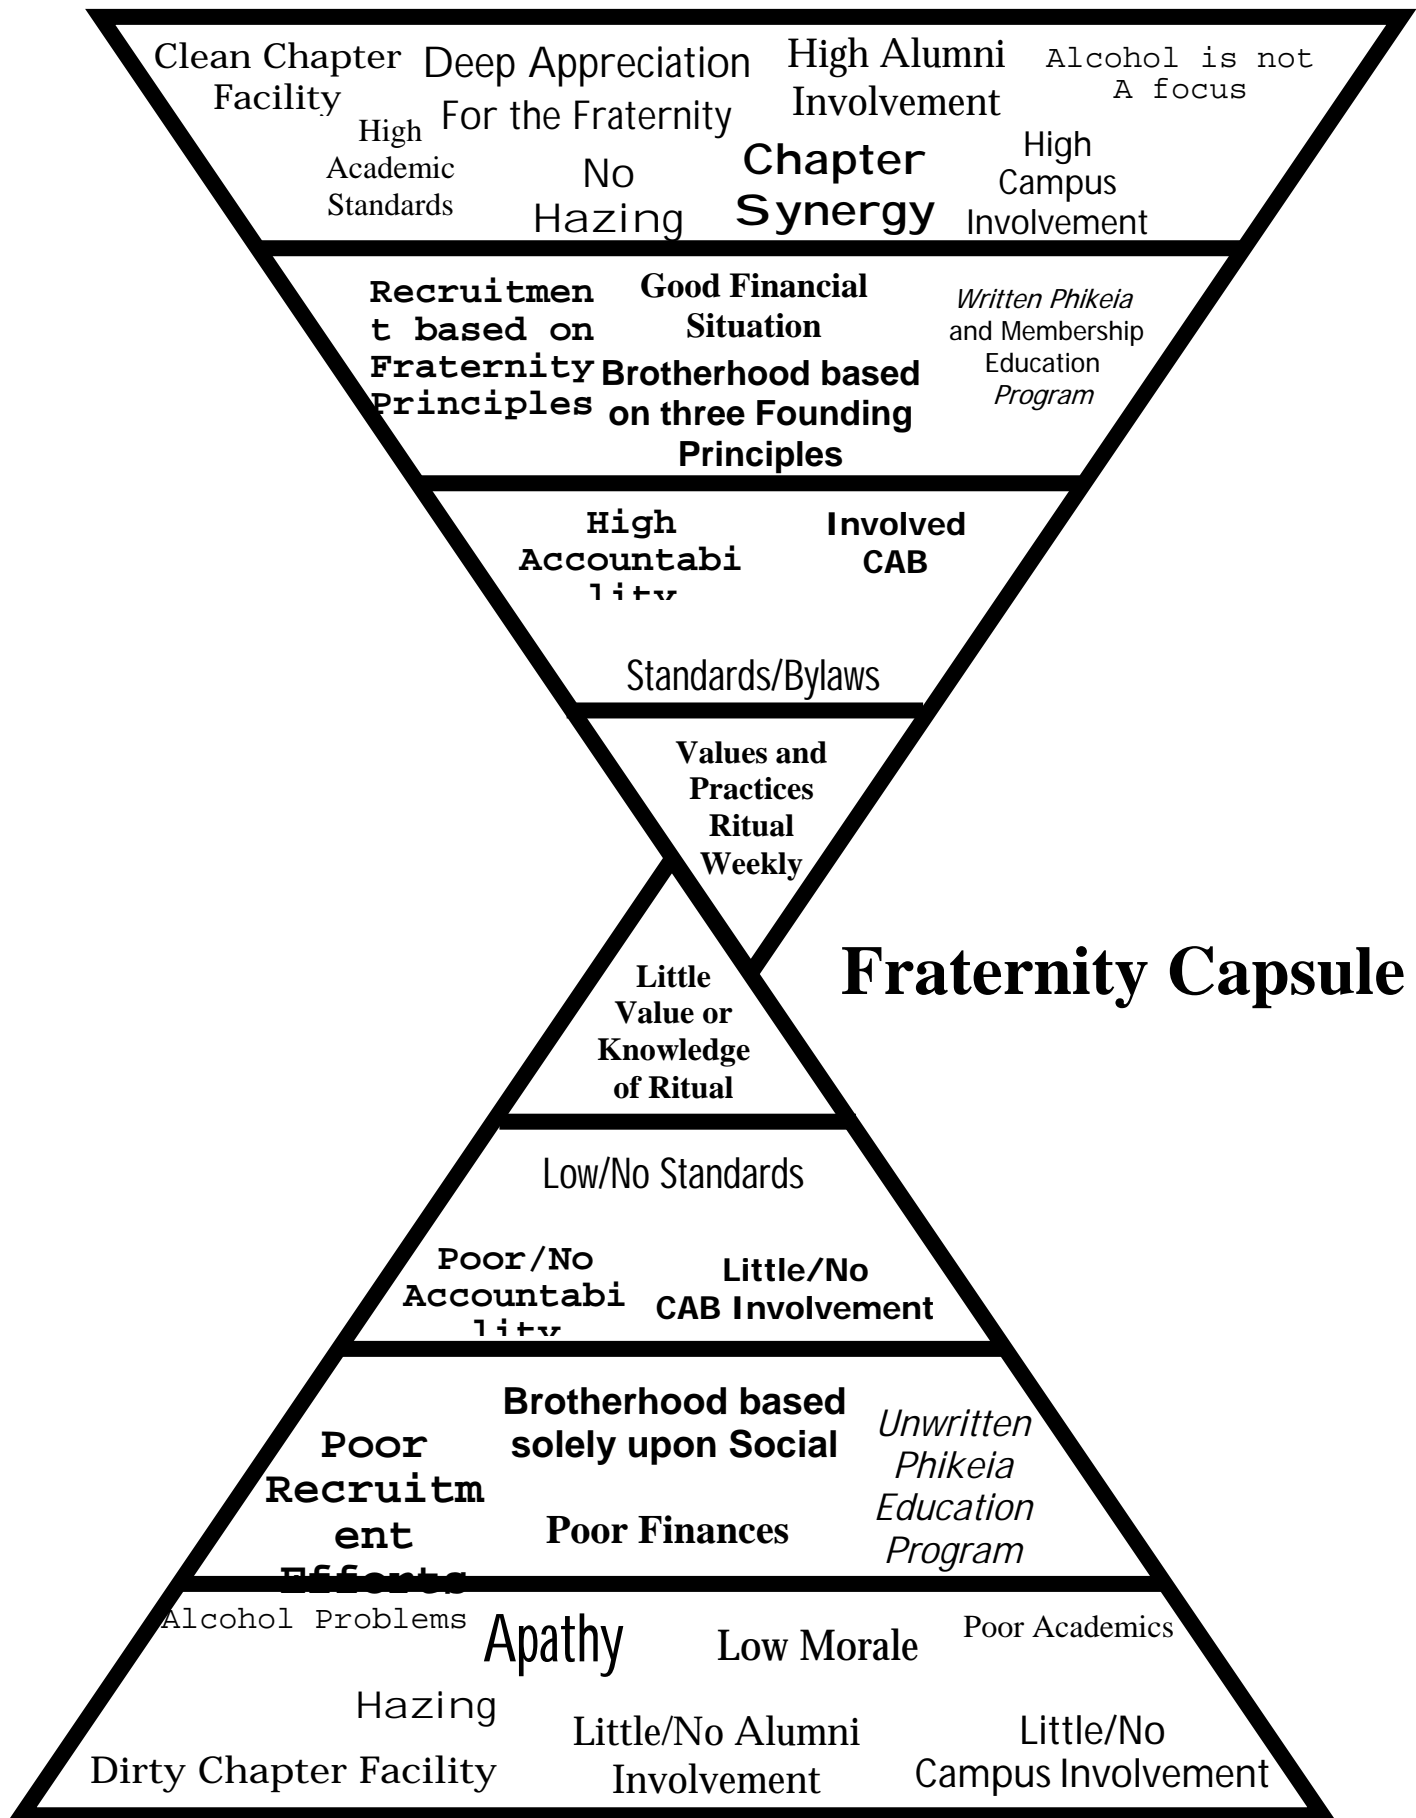 Clean Chapter
Facility
Deep Appreciation
For the Fraternity
High Alumni
Involvement
Alcohol is not
A focus
High
Academic
Standards
No
Hazing
Chapter
Synergy
High
Campus
Involvement
Recruitmen
t based on
Fraternity
Principles
Good Financial
Situation
Brotherhood based
on three Founding
Principles
Written Phikeia
and Membership
Education
Program
High
Accountabi
lity
Involved
CAB
Standards/Bylaws
Values and
Practices
Ritual
Weekly
Fraternity Capsule
Little
Value or
Knowledge
of Ritual
Low/No Standards
Poor/No
Accountabi
lity
Little/No
CAB Involvement
Brotherhood based
solely upon Social
Poor
Recruitm
ent
Efforts
Poor Finances
Unwritten
Phikeia
Education
Program
Alcohol Problems
Apathy
Low Morale
Poor Academics
Hazing
Little/No Alumni
Involvement
Little/No
Campus Involvement
Dirty Chapter Facility